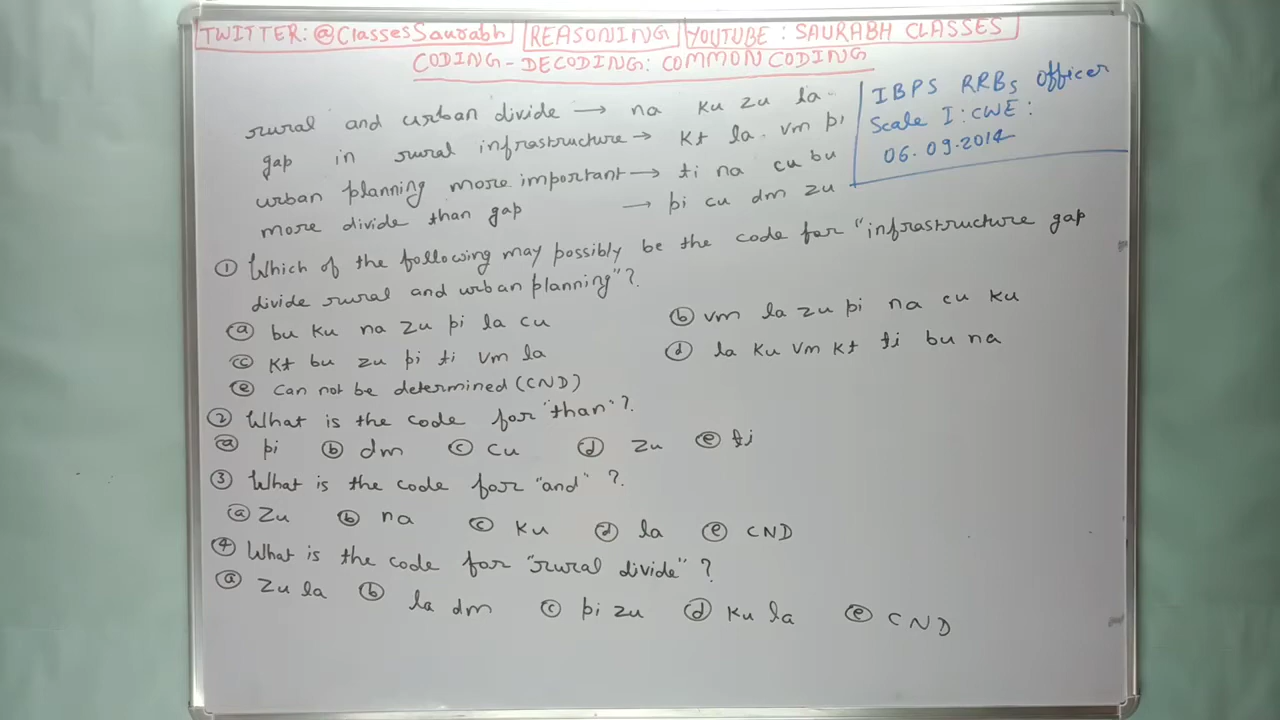 TWITTER: @ClassesSaurabh REASONING YOUTUBE: SAURABH CLASSES
CODING-DECODING: COMMON CODING
rural and urban divide → na ku zu la
gap in rural infrastructure → kt la vm pi
urban planning more important → ti na cu bu
more divide than gap → pi cu dm zu
IBPS RRBs Officer
Scale I: CWE:
06.09.2014
① Which of the following may possibly be the code for "infrastructure gap
divide rural and urban planning"?
ⓐ bu ku na zu pi la cu ⓑ vm la zu pi na cu ku
ⓒ kt bu zu pi ti vm la ⓓ la ku vm kt ti bu na
ⓔ Can not be determined (CND)
② What is the code for "than"?
ⓐ pi ⓑ dm ⓒ cu ⓓ zu ⓔ ti
③ What is the code for "and" ?
ⓐ zu ⓑ na ⓒ ku ⓓ la ⓔ CND
④ What is the code for "rural divide" ?
ⓐ zu la ⓑ la dm ⓒ pi zu ⓓ ku la ⓔ CND